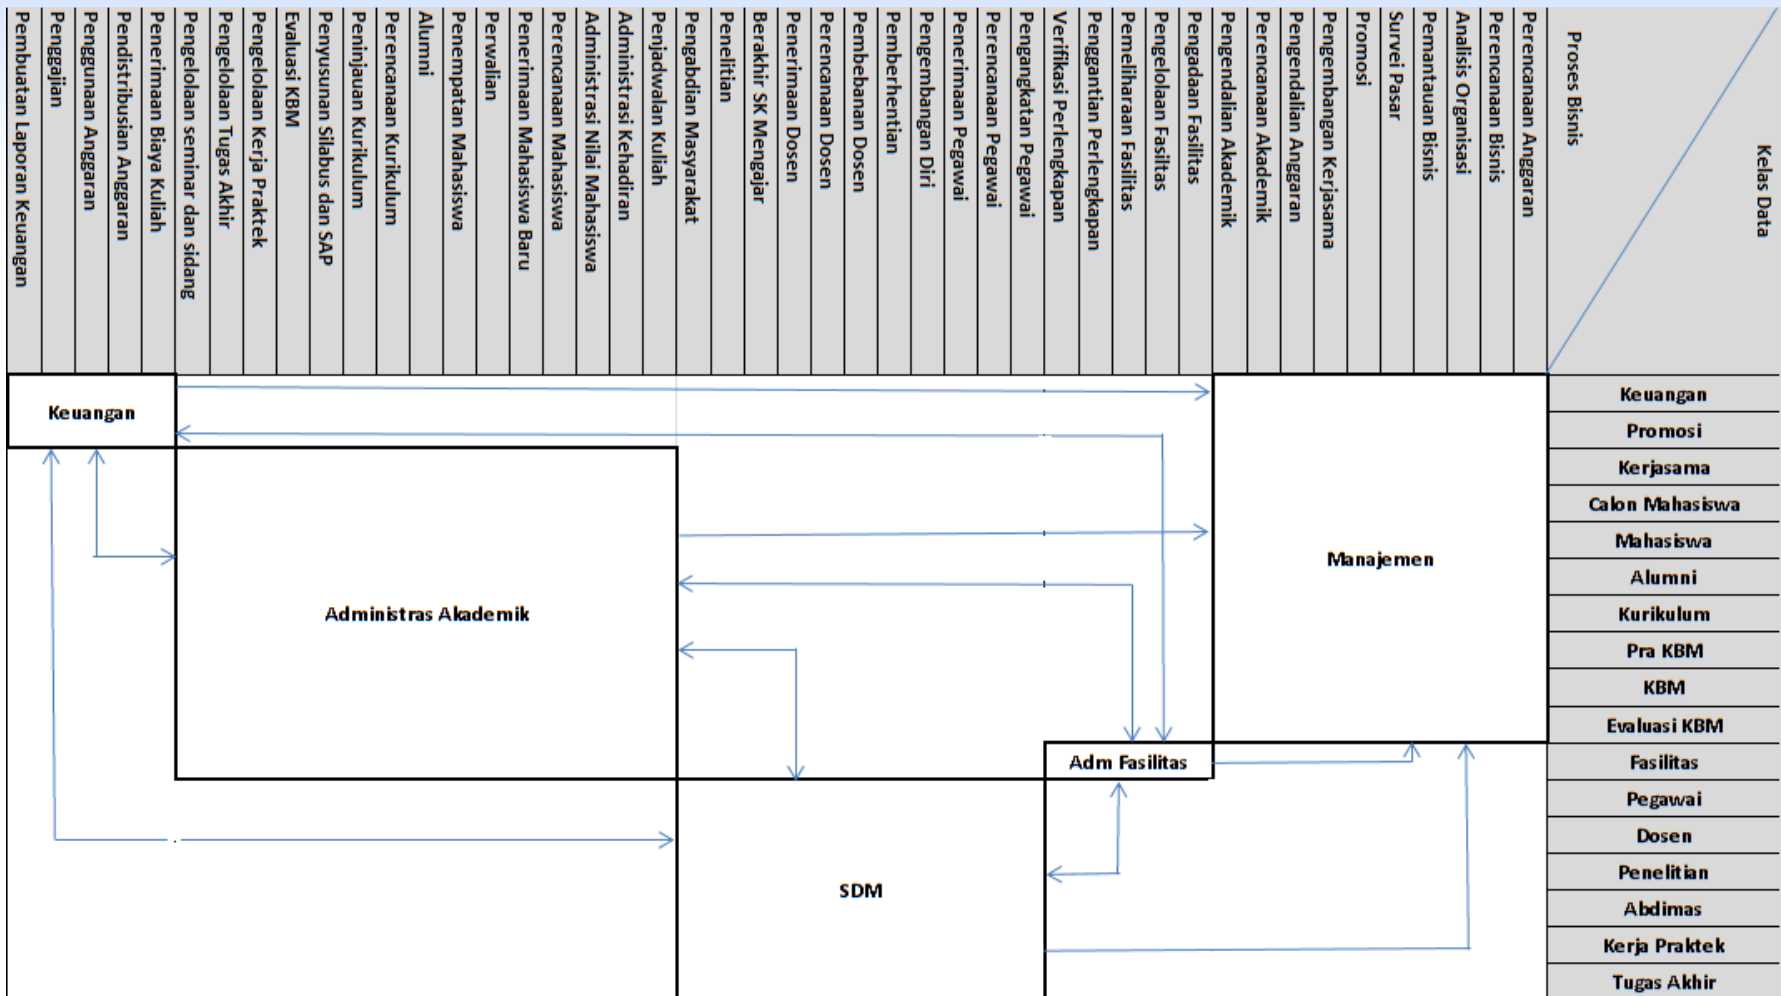 Pembuatan Laporan Keuangan
Penggajian
Penggunaan Anggaran
Pendistribusian Anggaran
Penerimaan Biaya Kuliah
Pengelolaan seminar dan sidang
Pengelolaan Tugas Akhir
Pengelolaan Kerja Praktek
Evaluasi KBM
Penyusunan Silabus dan SAP
Peninjauan Kurikulum
Perencanaan Kurikulum
Alumni
Penempatan Mahasiswa
Perwalian
Penerimaan Mahasiswa Baru
Perencanaan Mahasiswa
Administrasi Nilai Mahasiswa
Administrasi Kehadiran
Penjadwalan Kuliah
Pengabdian Masyarakat
Penelitian
Berakhir SK Mengajar
Penerimaan Dosen
Perencanaan Dosen
Pembebanan Dosen
Pemberhentian
Pengembangan Diri
Penerimaan Pegawai
Perencanaan Pegawai
Pengangkatan Pegawai
Verifikasi Perlengkapan
Penggantian Perlengkapan
Pemeliharaan Fasilitas
Pengelolaan Fasiltas
Pengadaan Fasilitas
Pengendalian Akademik
Perencanaan Akademik
Pengendalian Anggaran
Pengembangan Kerjasama
Promosi
Survei Pasar
Pemantauan Bisnis
Analisis Organisasi
Perencanaan Bisnis
Perencanaan Anggaran
Proses Bisnis
Kelas Data
Keuangan
Promosi
Kerjasama
Calon Mahasiswa
Mahasiswa
Alumni
Kurikulum
Pra KBM
KBM
Evaluasi KBM
Fasilitas
Pegawai
Dosen
Penelitian
Abdimas
Kerja Praktek
Tugas Akhir
Keuangan
Administras Akademik
Manajemen
Adm Fasilitas
SDM